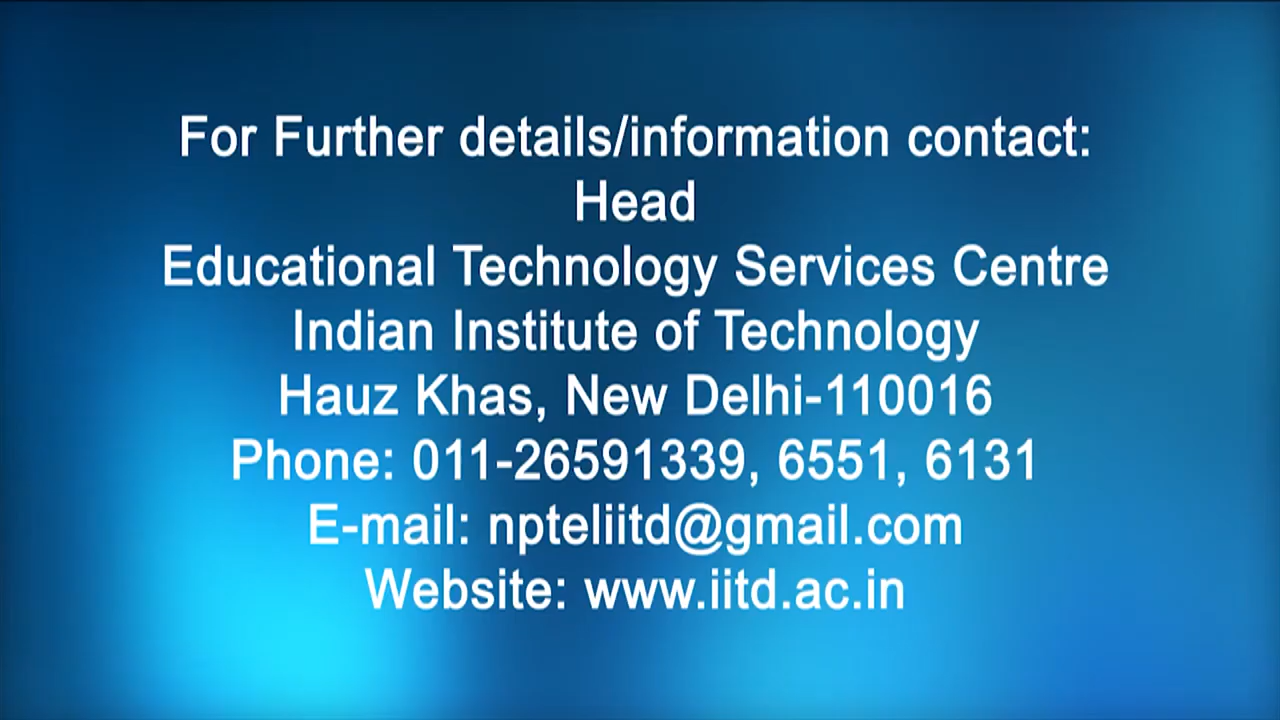 For Further details/information contact:
Head
Educational Technology Services Centre
Indian Institute of Technology
Hauz Khas, New Delhi-110016
Phone: 011-26591339, 6551, 6131
E-mail: npteliitd@gmail.com
Website: www.iitd.ac.in